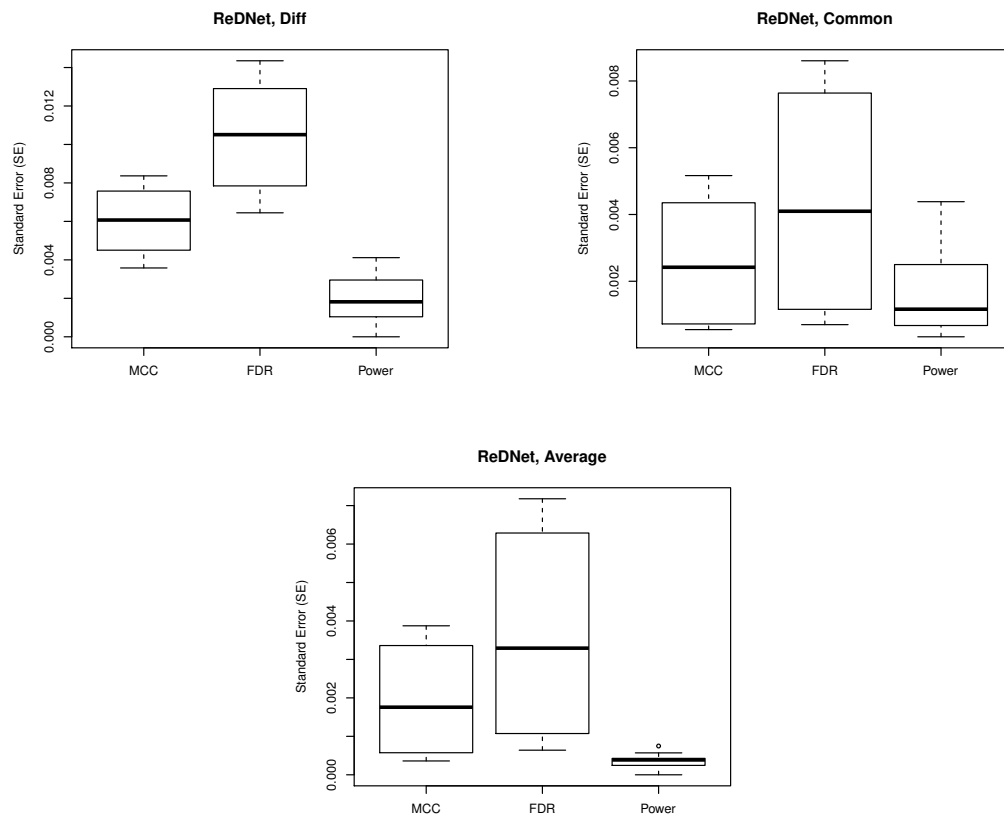 ReDNet, Diff
Standard Error (SE)
0.012
0.008
0.004
0.000
MCC FDR Power
ReDNet, Common
Standard Error (SE)
0.008
0.006
0.004
0.002
MCC FDR Power
ReDNet, Average
Standard Error (SE)
0.006
0.004
0.002
0.000
MCC FDR Power